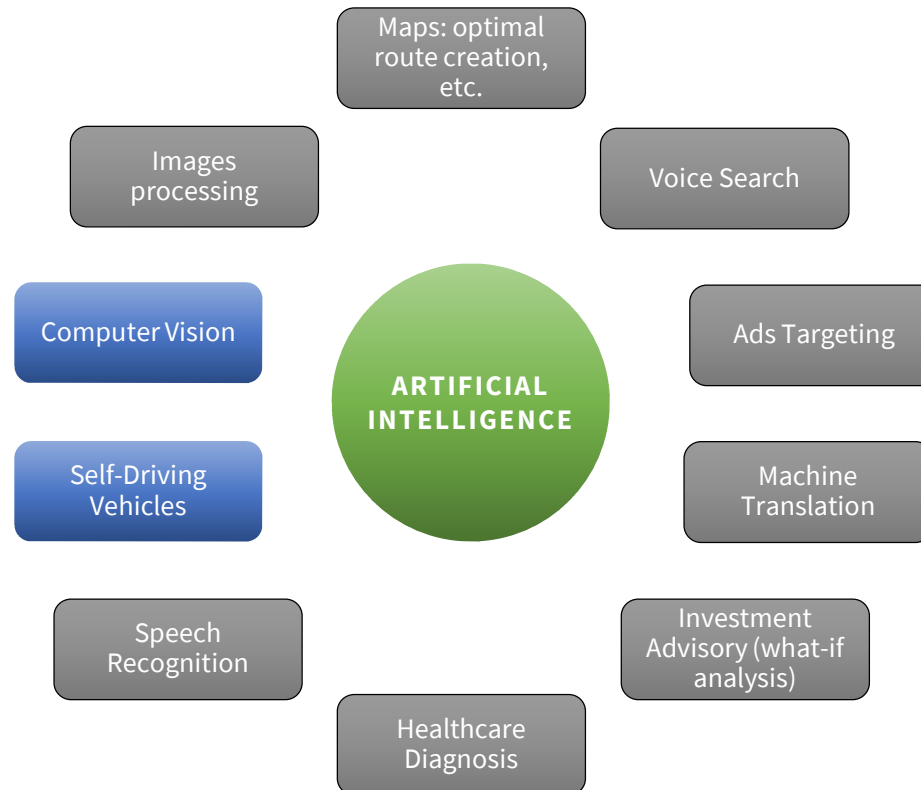 Maps: optimal
route creation,
etc.
Images
processing
Voice Search
Computer Vision
Ads Targeting
ARTIFICIAL
INTELLIGENCE
Self-Driving
Vehicles
Machine
Translation
Speech
Recognition
Investment
Advisory (what-if
analysis)
Healthcare
Diagnosis